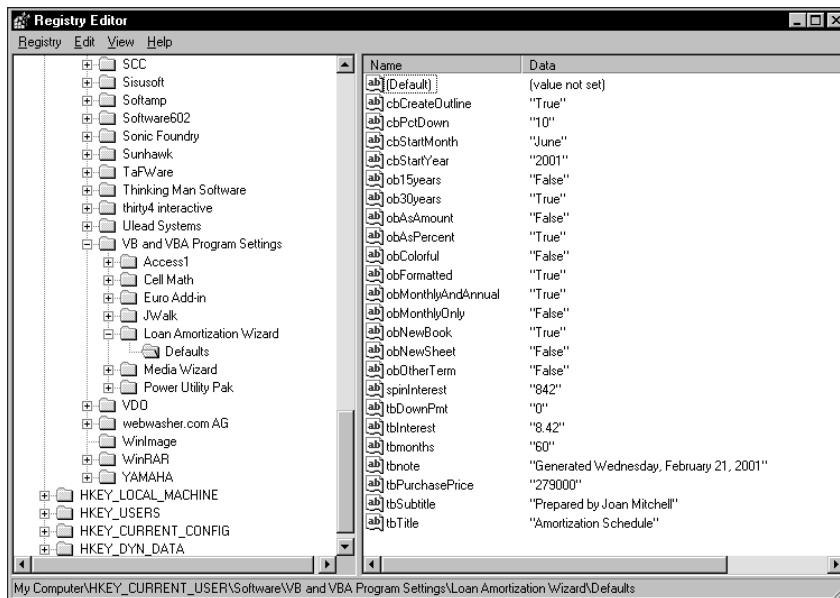 Registry Editor
Registry Edit View Help
SCC
Sisusoft
Softamp
Software602
Sonic Foundry
Sunhawk
TaFWare
Thinking Man Software
thirty4 interactive
Ulead Systems
VB and VBA Program Settings
Access1
Cell Math
Euro Add-in
JWalk
Loan Amortization Wizard
Defaults
Media Wizard
Power Utility Pak
VDO
webwasher.com AG
WinImage
WinRAR
YAMAHA
HKEY_LOCAL_MACHINE
HKEY_USERS
HKEY_CURRENT_CONFIG
HKEY_DYN_DATA
Name Data
(Default) (value not set)
cbCreateOutline "True"
cbPctDown "10"
cbStartMonth "June"
cbStartYear "2001"
ob15years "False"
ob30years "True"
obAsAmount "False"
obAsPercent "True"
obColorful "False"
obFormatted "True"
obMonthlyAndAnnual "True"
obMonthlyOnly "False"
obNewBook "True"
obNewSheet "False"
obOtherTerm "False"
spinInterest "842"
tbDownPmt "0"
tbInterest "8.42"
tbmonths "60"
tbnote "Generated Wednesday, February 21, 2001"
tbPurchasePrice "279000"
tbSubtitle "Prepared by Joan Mitchell"
tbTitle "Amortization Schedule"
My Computer\HKEY_CURRENT_USER\Software\VB and VBA Program Settings\Loan Amortization Wizard\Defaults